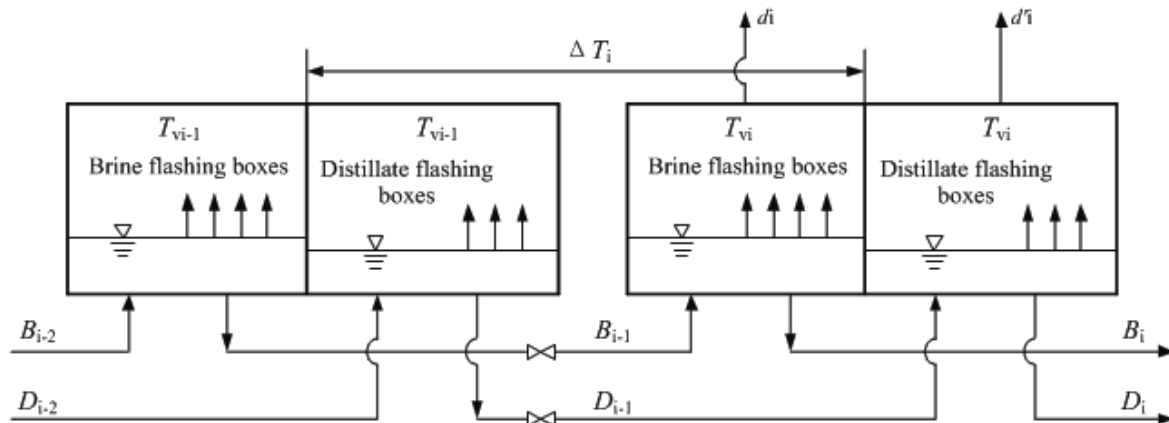 di
d'i
Δ Ti
Tvi-1
Brine flashing boxes
Tvi-1
Distillate flashing
boxes
Tvi
Brine flashing boxes
Tvi
Distillate flashing
boxes
Bi-2
Bi-1
Bi
Di-2
Di-1
Di